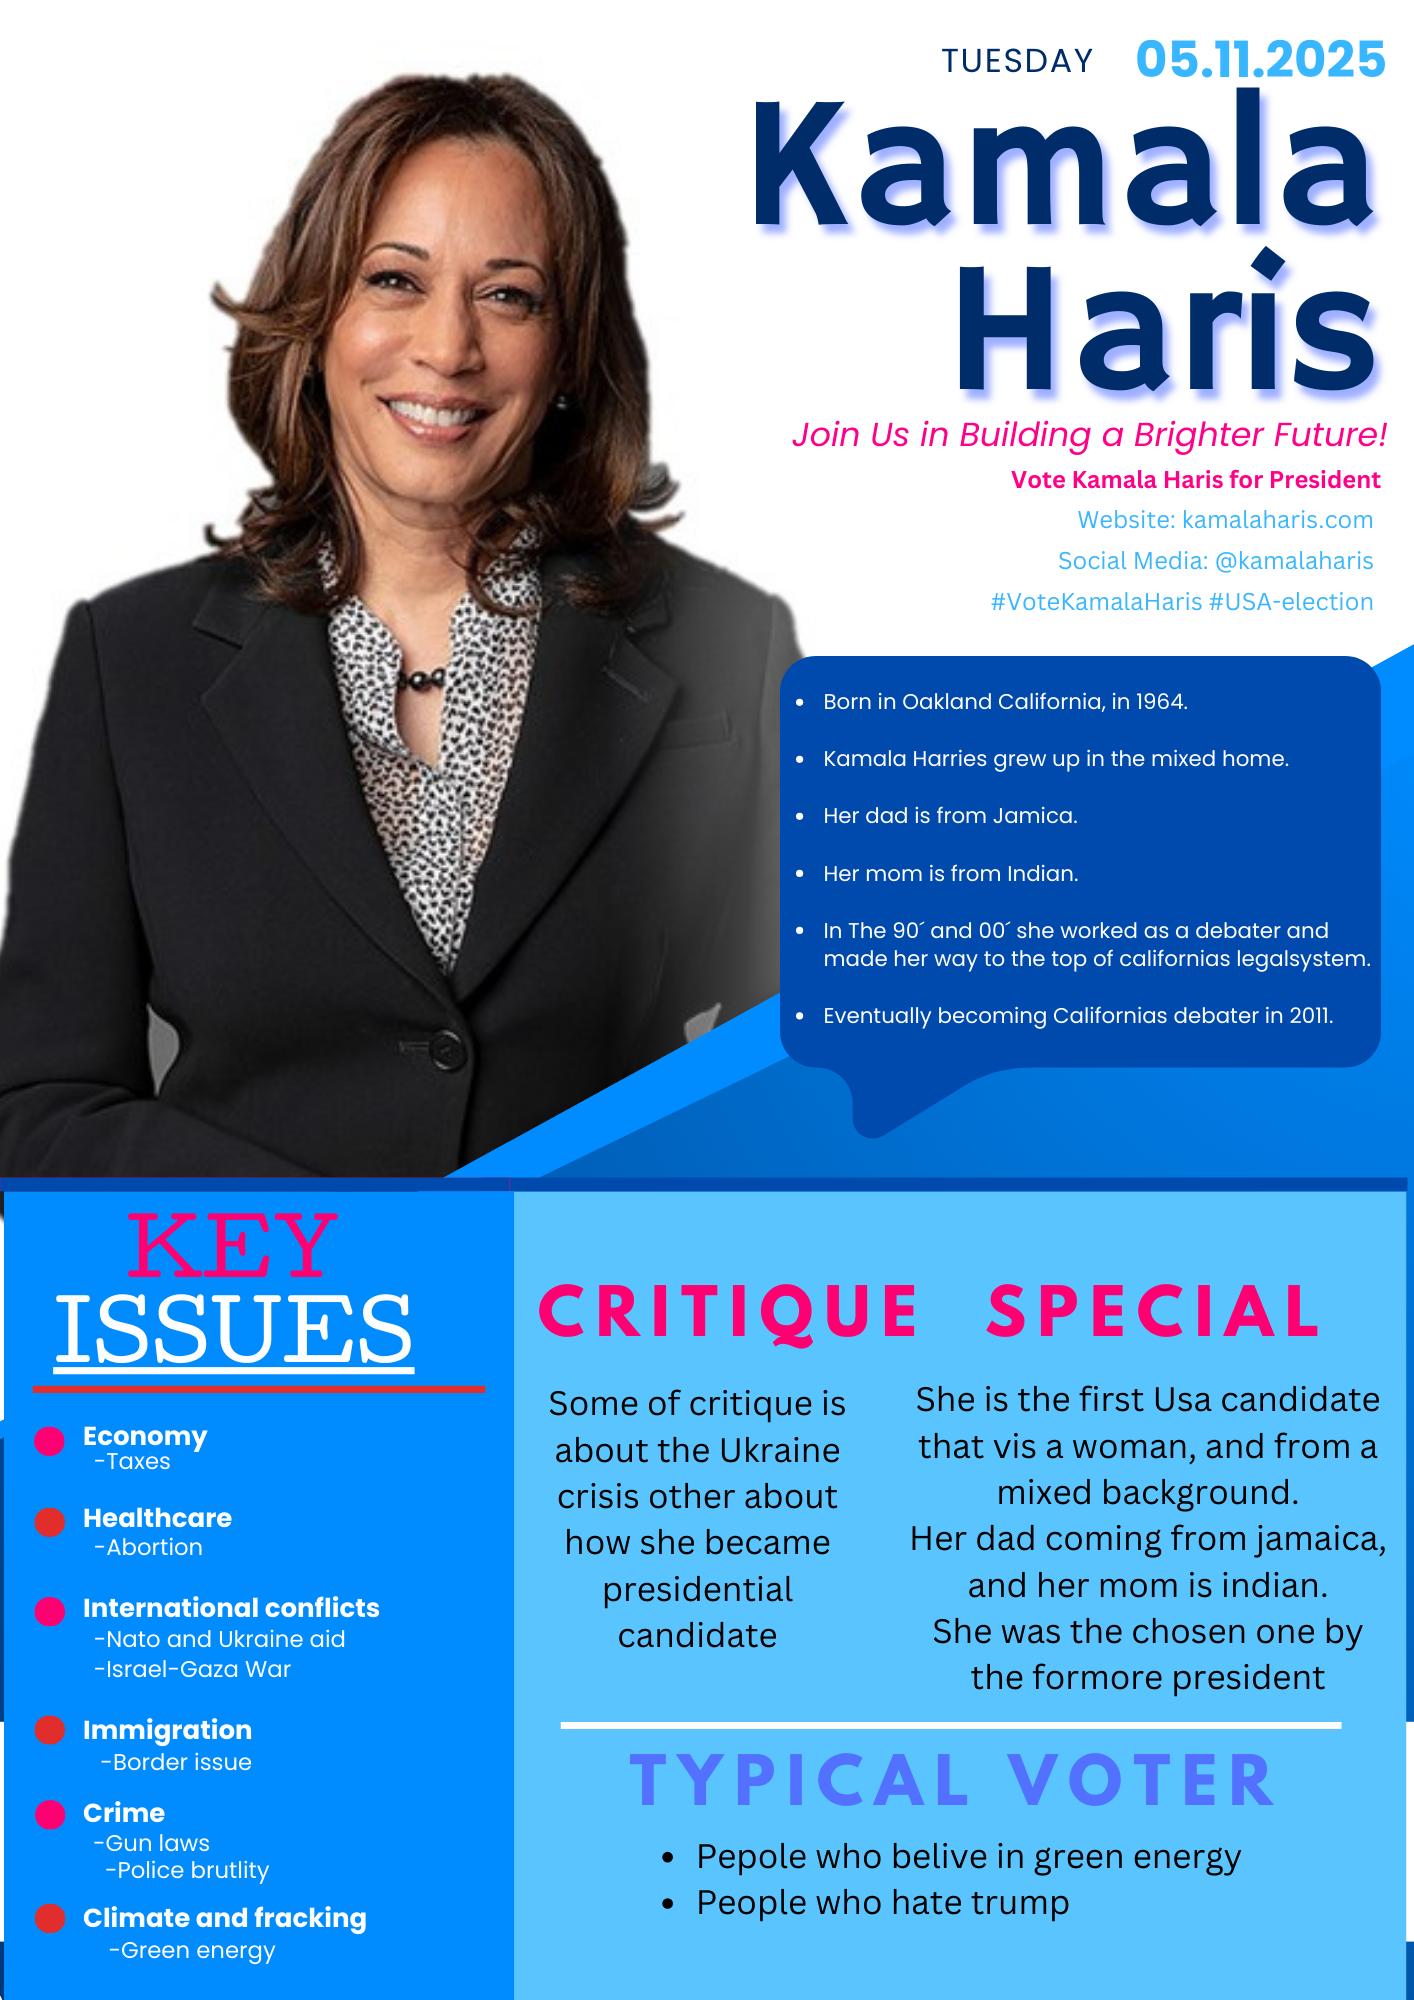 TUESDAY 05.11.2025
Kamala
Haris
Join Us in Building a Brighter Future!
Vote Kamala Haris for President
Website: kamalaharis.com
Social Media: @kamalaharis
#VoteKamalaHaris #USA-election
• Born in Oakland California, in 1964.
• Kamala Harries grew up in the mixed home.
• Her dad is from Jamica.
• Her mom is from Indian.
• In The 90´ and 00´ she worked as a debater and
made her way to the top of californias legalsystem.
• Eventually becoming Californias debater in 2011.
KEY
ISSUES
Economy
-Taxes
Healthcare
-Abortion
International conflicts
-Nato and Ukraine aid
-Israel-Gaza War
Immigration
-Border issue
Crime
-Gun laws
-Police brutlity
Climate and fracking
-Green energy
CRITIQUE
Some of critique is
about the Ukraine
crisis other about
how she became
presidential
candidate
SPECIAL
She is the first Usa candidate
that vis a woman, and from a
mixed background.
Her dad coming from jamaica,
and her mom is indian.
She was the chosen one by
the formore president
TYPICAL VOTER
• Pepole who belive in green energy
• People who hate trump